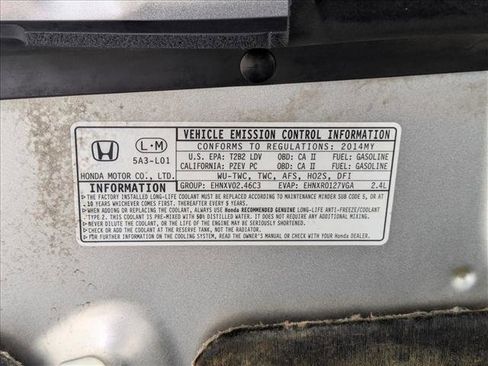 L-M
5A3-L01
HONDA MOTOR CO., LTD.
VEHICLE EMISSION CONTROL INFORMATION
CONFORMS TO REGULATIONS: 2014MY
U.S. EPA: T2B2 LDV OBD: CA II FUEL: GASOLINE
CALIFORNIA: PZEV PC OBD: CA II FUEL: GASOLINE
WU-TWC, TWC, AFS, HO2S, DFI
GROUP: EHNXV02.46C3 EVAP: EHNXR0127VGA 2.4L
INFORMATION
THE FACTORY INSTALLED LONG-LIFE COOLANT MUST BE REPLACED ACCORDING TO MAINTENANCE MINDER SUB CODE 5, OR AT
10 YEARS WHICHEVER COMES FIRST. THEREAFTER EVERY 5 YEARS.
WHEN ADDING OR REPLACING, ALWAYS USE Honda RECOMMENDED GENUINE LONG-LIFE ANTI-FREEZE/COOLANT
TYPE 2. THIS COOLANT IS PRE-MIXED WITH 50% DISTILLED WATER. IT DOES NOT REQUIRE ANY ADDITIONAL MIXING.
NEVER DILUTE THE COOLANT, OR THE LIFE OF THE ENGINE MAY BE SERIOUSLY DIMINISHED.
CHECK OR ADD THE COOLANT AT THE RESERVE TANK, NOT THE RADIATOR.
FOR FURTHER INFORMATION ON THE COOLING SYSTEM, READ THE OWNER'S MANUAL OR CHECK WITH YOUR Honda DEALER.